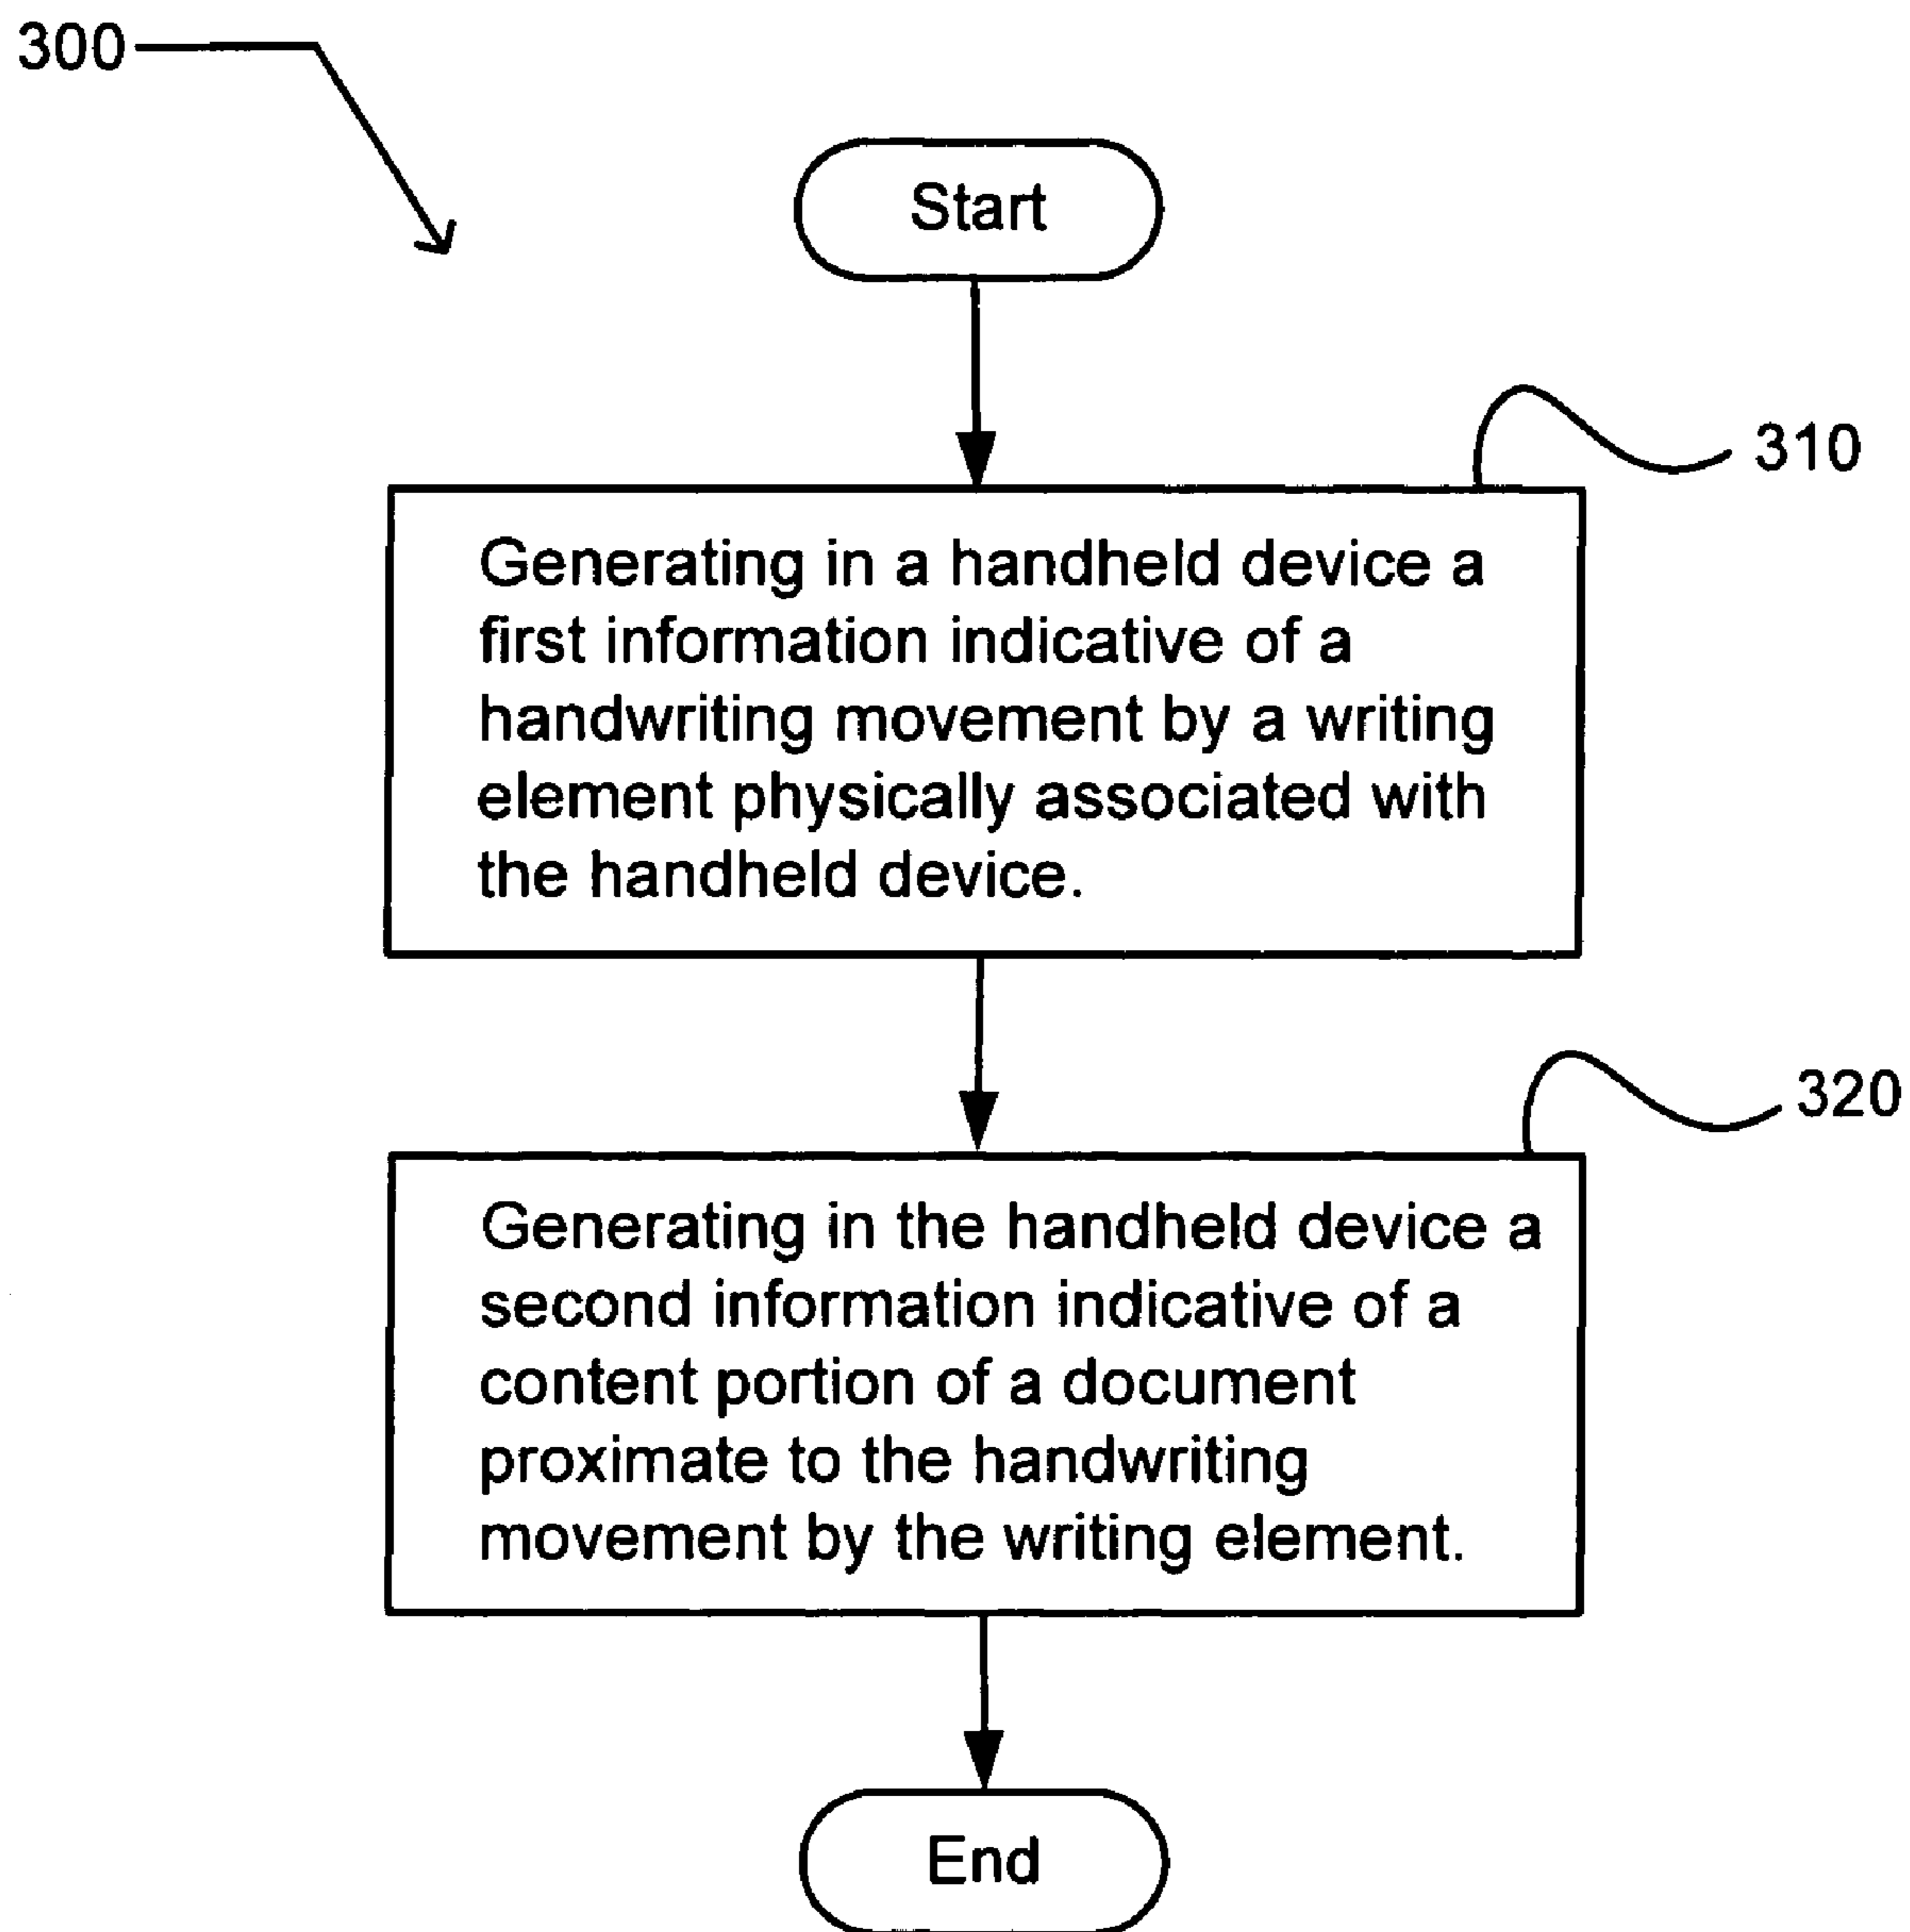 300
Start
310
Generating in a handheld device a
first information indicative of a
handwriting movement by a writing
element physically associated with
the handheld device.
320
Generating in the handheld device a
second information indicative of a
content portion of a document
proximate to the handwriting
movement by the writing element.
End